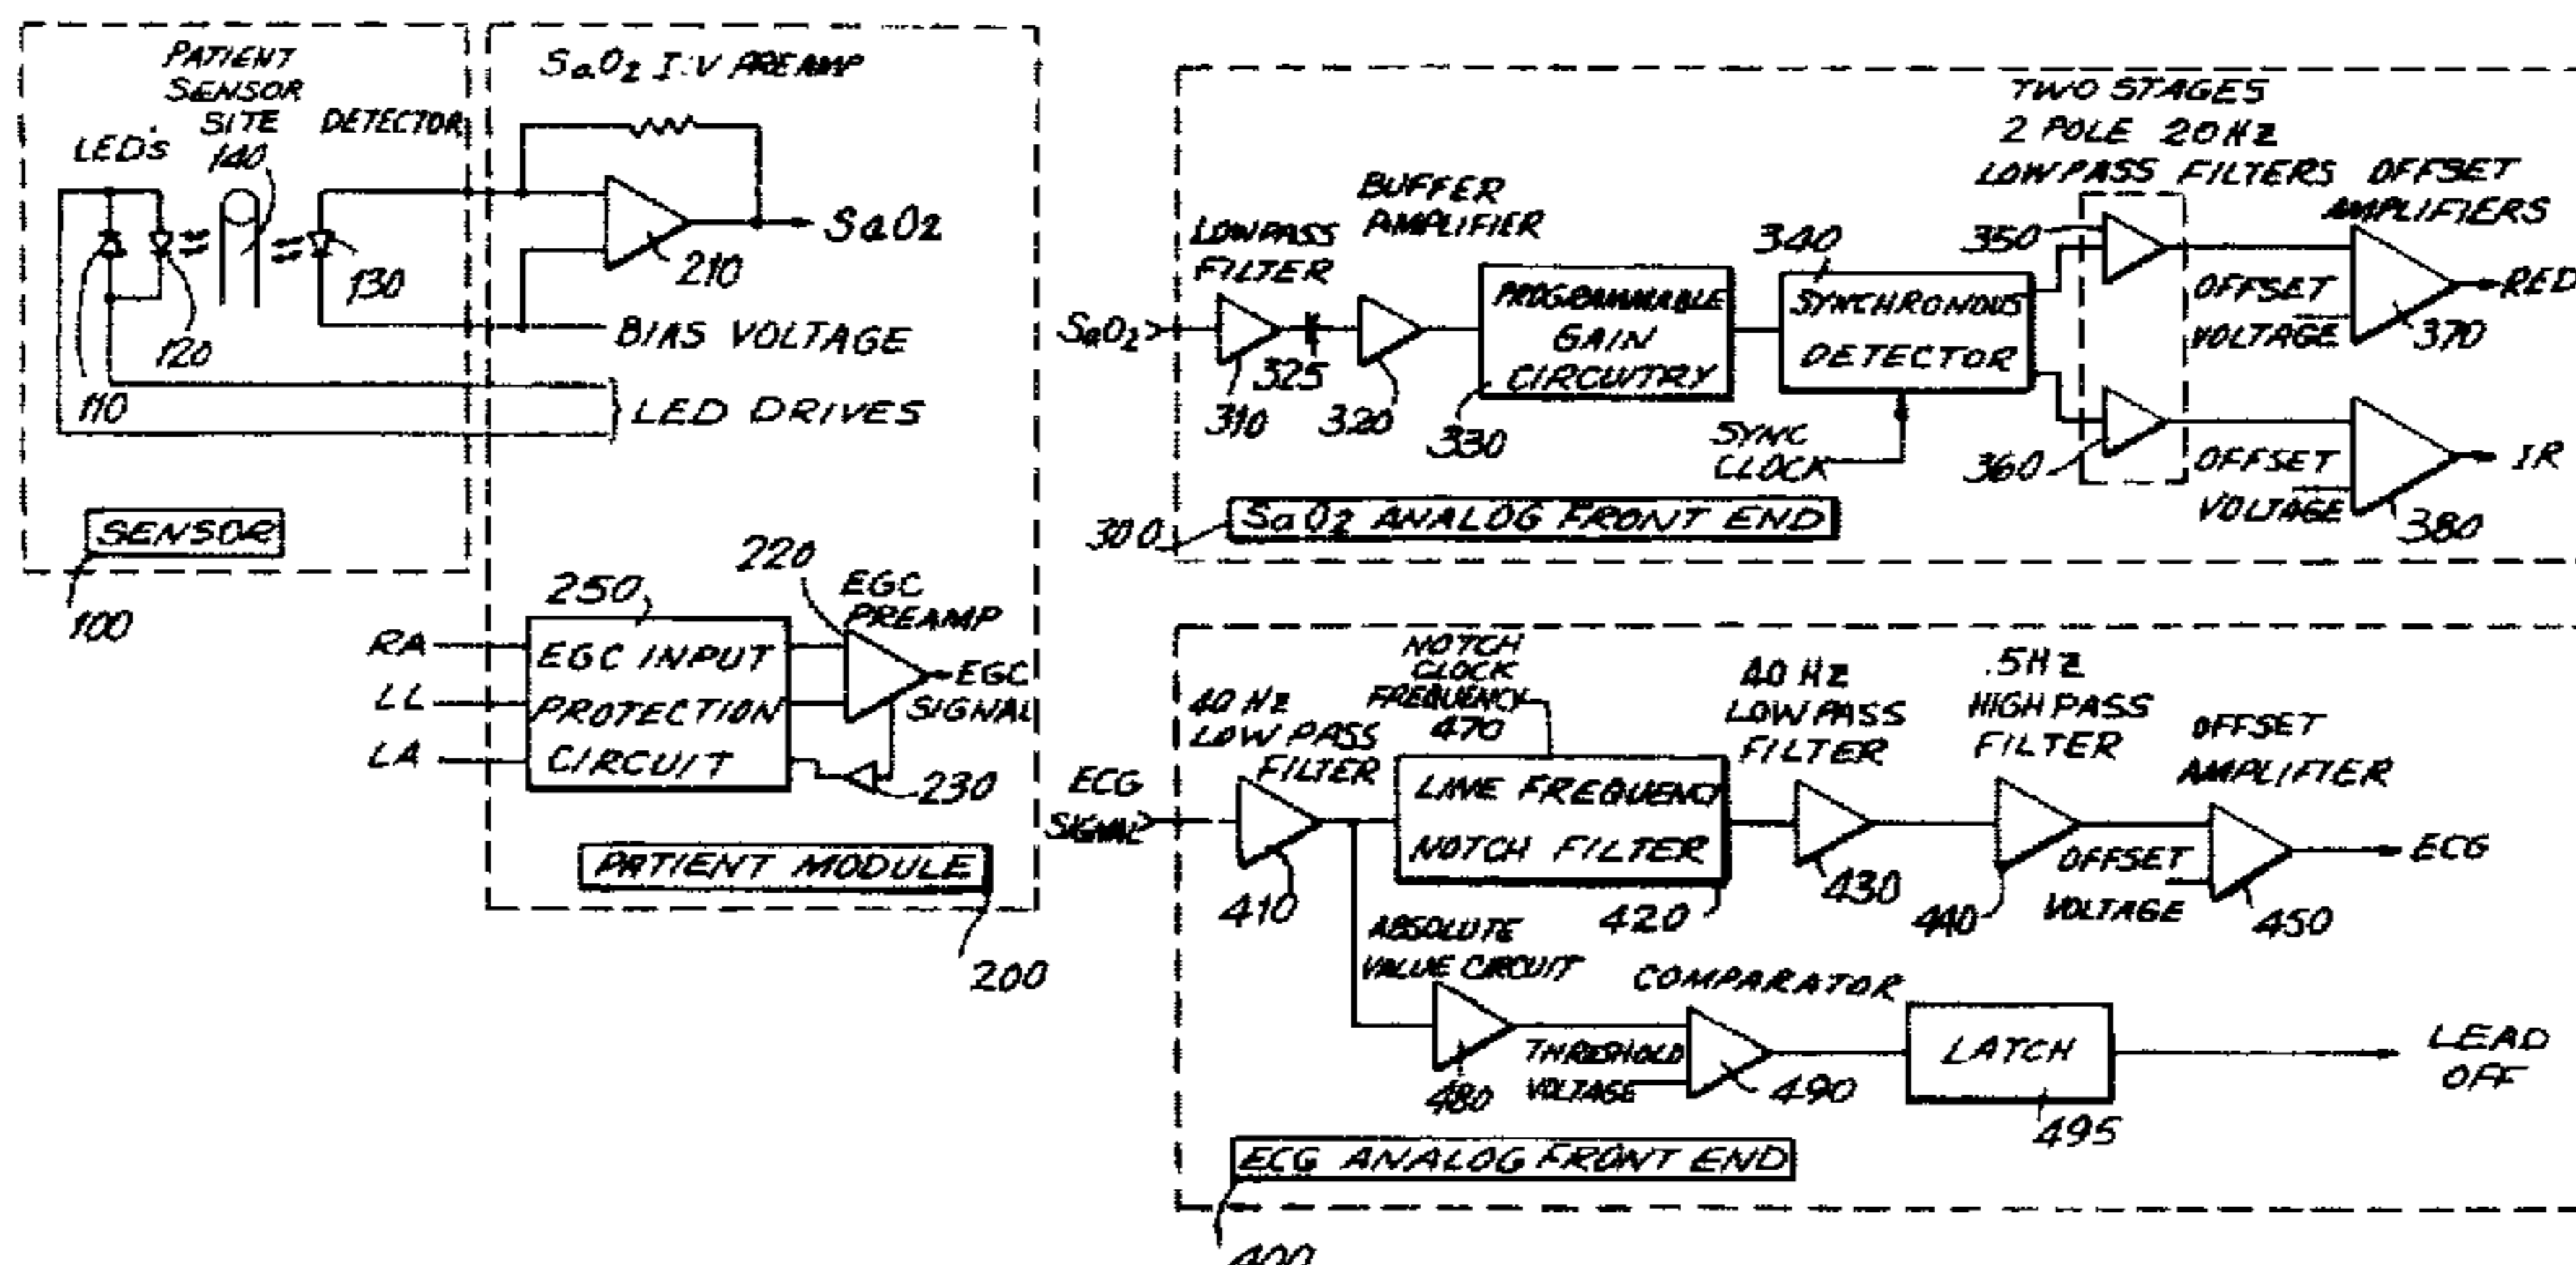 PATIENT
SENSOR
SITE
140
LED's
DETECTOR
130
120
110
SENSOR
100
SaO2 I:V PREAMP
SaO2
210
BIAS VOLTAGE
LED DRIVES
220
EGC
PREAMP
250
RA
LL
LA
EGC INPUT
PROTECTION
CIRCUIT
EGC
SIGNAL
230
PATIENT MODULE
200
TWO STAGES
2 POLE 20HZ
LOW PASS FILTERS
OFFSET
AMPLIFIERS
BUFFER
AMPLIFIER
LOW PASS
FILTER
SaO2
310
325
320
PROGRAMMABLE
GAIN
CIRCUITRY
330
340
SYNCHRONOUS
DETECTOR
SYNC
CLOCK
350
360
OFFSET
VOLTAGE
RED
370
OFFSET
VOLTAGE
IR
380
300
SaO2 ANALOG FRONT END
NOTCH
CLOCK
FREQUENCY
470
40 HZ
LOW PASS
FILTER
ECG
SIGNAL
410
LINE FREQUENCY
NOTCH FILTER
420
40 HZ
LOW PASS
FILTER
430
.5HZ
HIGH PASS
FILTER
440
OFFSET
AMPLIFIER
OFFSET
VOLTAGE
450
ECG
ABSOLUTE
VALUE CIRCUIT
480
COMPARATOR
THRESHOLD
VOLTAGE
490
LATCH
495
LEAD
OFF
ECG ANALOG FRONT END
400